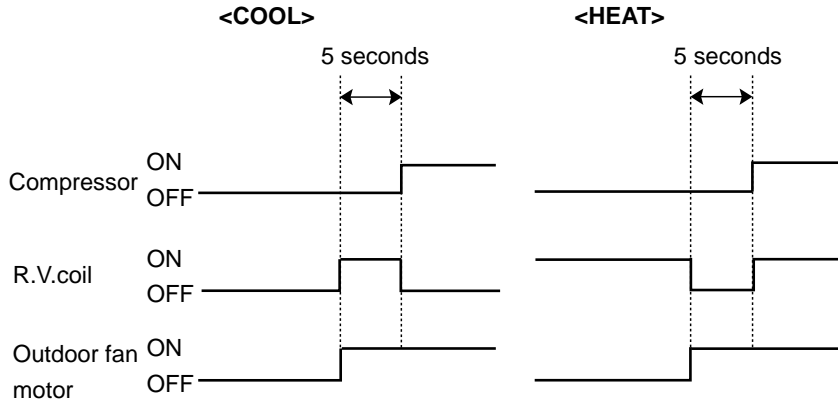 <COOL> <HEAT>
5 seconds 5 seconds
Compressor ON
OFF
R.V.coil ON
OFF
Outdoor fan motor ON
OFF